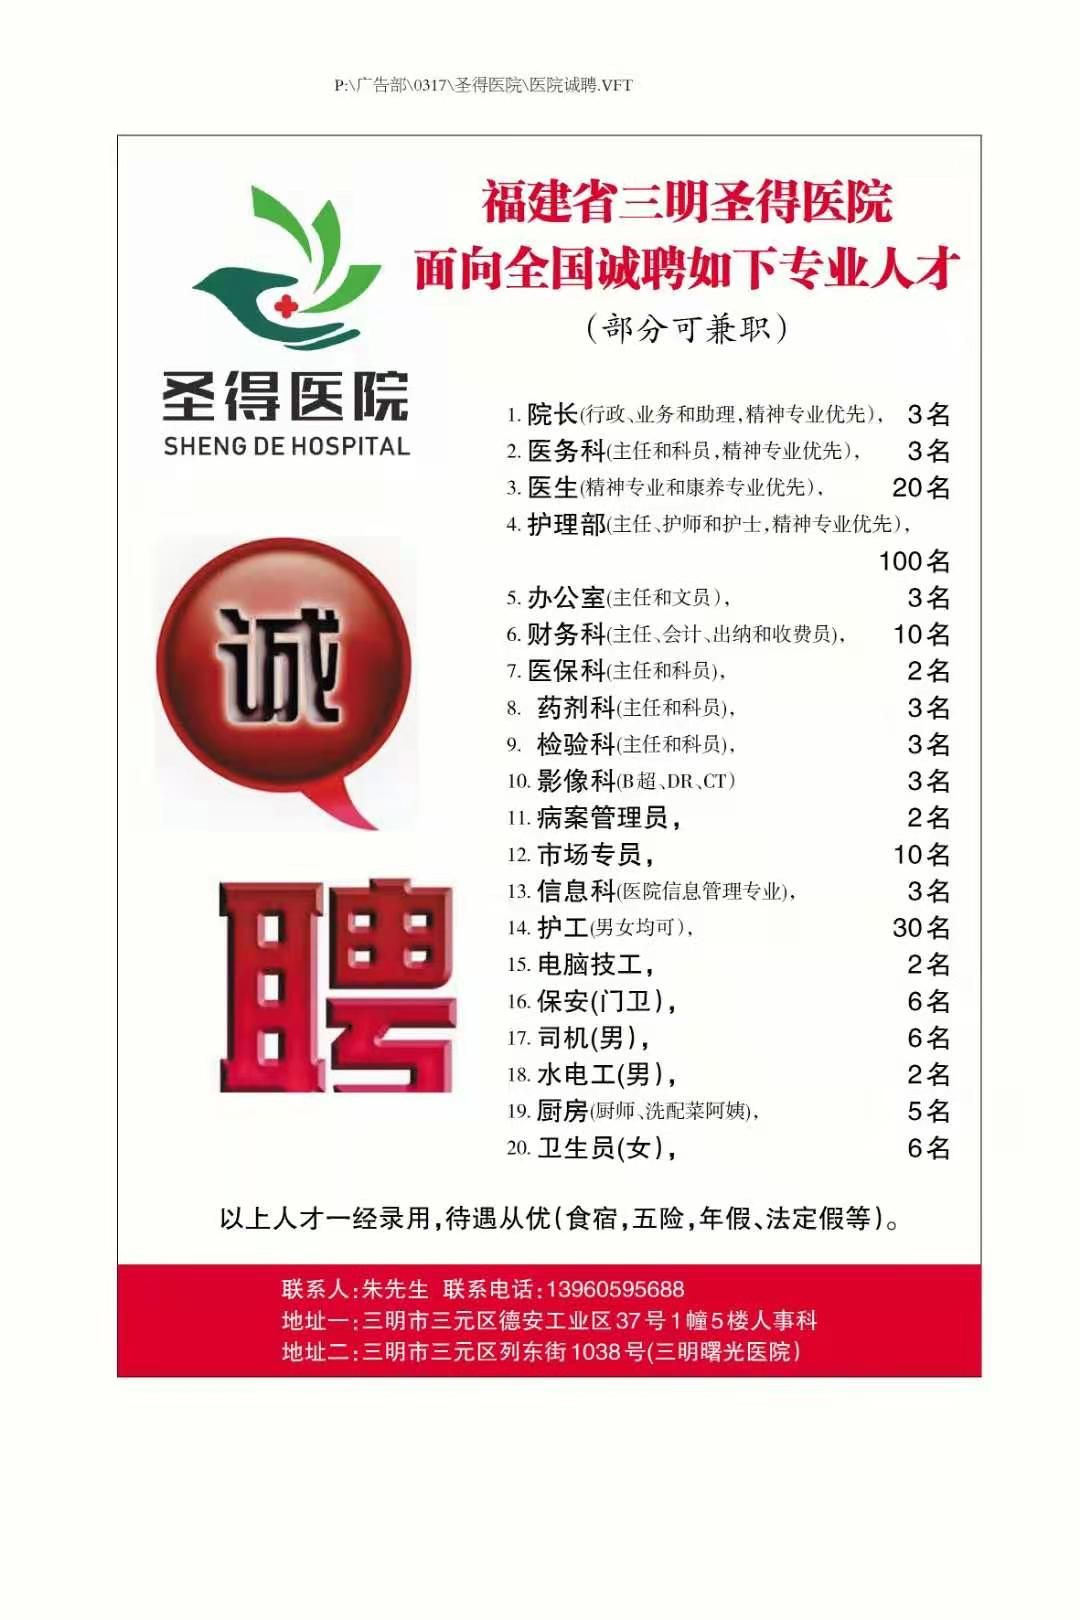 P:\广告部\0317\圣得医院\医院诚聘.VFT
福建省三明圣得医院
面向全国诚聘如下专业人才
（部分可兼职）
圣得医院
SHENG DE HOSPITAL
诚
聘
1. 院长(行政、业务和助理,精神专业优先), 3名
2. 医务科(主任和科员,精神专业优先), 3名
3. 医生(精神专业和康养专业优先), 20名
4. 护理部(主任、护师和护士,精神专业优先),
100名
5. 办公室(主任和文员), 3名
6. 财务科(主任、会计、出纳和收费员), 10名
7. 医保科(主任和科员), 2名
8. 药剂科(主任和科员), 3名
9. 检验科(主任和科员), 3名
10. 影像科(B超、DR、CT) 3名
11. 病案管理员, 2名
12. 市场专员, 10名
13. 信息科(医院信息管理专业), 3名
14. 护工(男女均可), 30名
15. 电脑技工, 2名
16. 保安(门卫), 6名
17. 司机(男), 6名
18. 水电工(男), 2名
19. 厨房(厨师、洗配菜阿姨), 5名
20. 卫生员(女), 6名
以上人才一经录用,待遇从优(食宿,五险,年假、法定假等)。
联系人:朱先生 联系电话:13960595688
地址一:三明市三元区德安工业区37号1幢5楼人事科
地址二:三明市三元区列东街1038号(三明曙光医院)